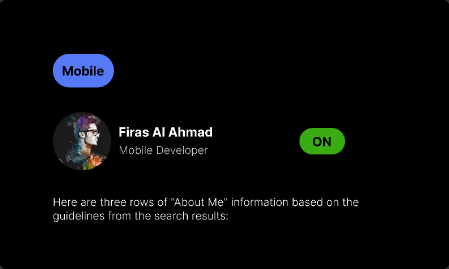 Mobile
Firas Al Ahmad
Mobile Developer
ON
Here are three rows of "About Me" information based on the
guidelines from the search results: